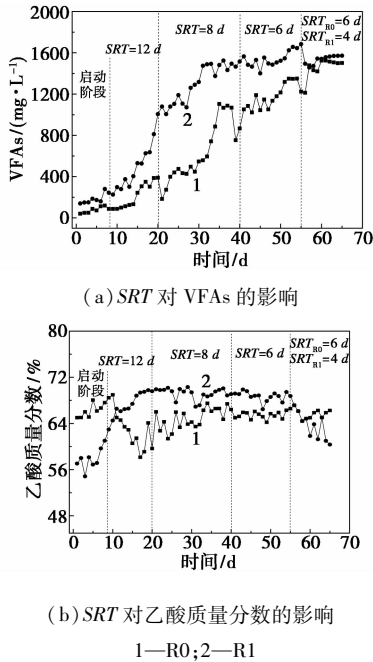 2000
1600
1200
800
400
0
VFAs/(mg·L⁻¹)
启动
阶段
SRT=12 d
SRT=8 d
SRT=6 d
SRT_R0=6 d
SRT_R1=4 d
2
1
0 10 20 30 40 50 60 70
时间/d
(a) SRT 对 VFAs 的影响
80
72
64
56
48
乙酸质量分数/%
启动
阶段
SRT=12 d
SRT=8 d
SRT=6 d
SRT_R0=6 d
SRT_R1=4 d
2
1
0 10 20 30 40 50 60 70
时间/d
(b) SRT 对乙酸质量分数的影响
1—R0;2—R1